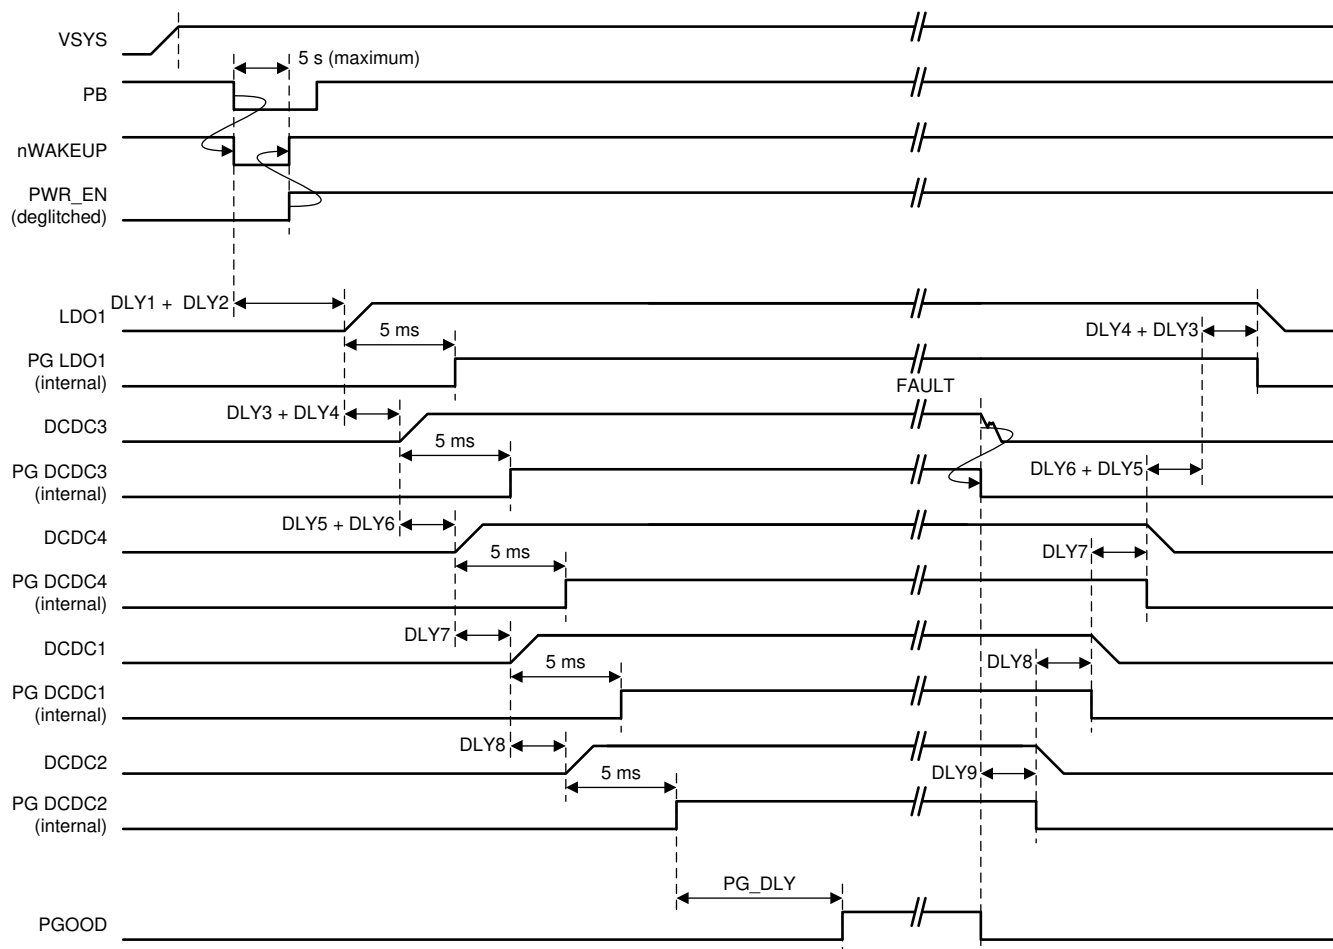 VSYS
5 s (maximum)
PB
nWAKEUP
PWR_EN
(deglitched)
DLY1 + DLY2
LDO1
5 ms
DLY4 + DLY3
PG LDO1
(internal)
FAULT
DLY3 + DLY4
DCDC3
5 ms
PG DCDC3
(internal)
DLY6 + DLY5
DLY5 + DLY6
DCDC4
5 ms
DLY7
PG DCDC4
(internal)
DLY7
DCDC1
5 ms
DLY8
PG DCDC1
(internal)
DLY8
DCDC2
5 ms
DLY9
PG DCDC2
(internal)
PG_DLY
PGOOD